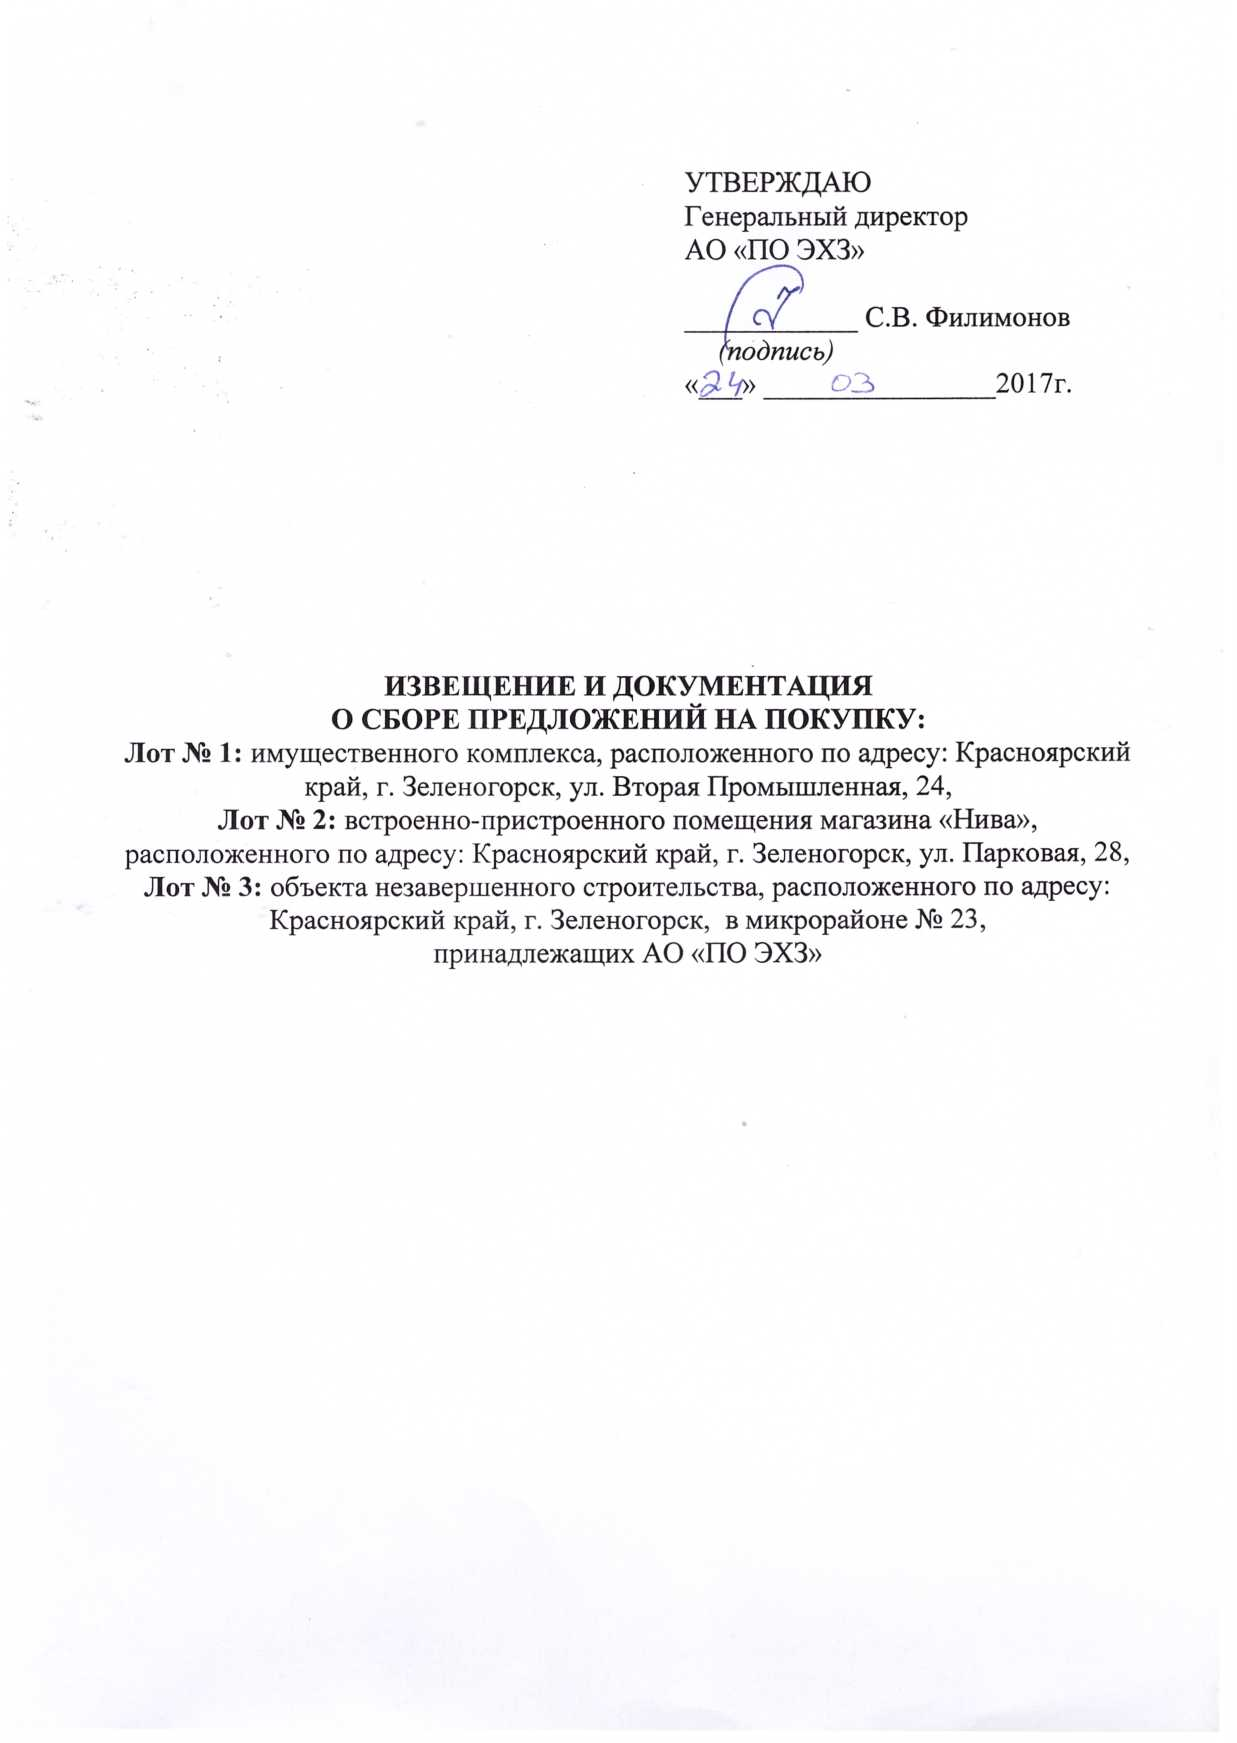 УТВЕРЖДАЮ
Генеральный директор
АО «ПО ЭХЗ»
____________ С.В. Филимонов
(подпись)
«24» 03 2017г.
ИЗВЕЩЕНИЕ И ДОКУМЕНТАЦИЯ
О СБОРЕ ПРЕДЛОЖЕНИЙ НА ПОКУПКУ:
Лот № 1: имущественного комплекса, расположенного по адресу: Красноярский
край, г. Зеленогорск, ул. Вторая Промышленная, 24,
Лот № 2: встроенно-пристроенного помещения магазина «Нива»,
расположенного по адресу: Красноярский край, г. Зеленогорск, ул. Парковая, 28,
Лот № 3: объекта незавершенного строительства, расположенного по адресу:
Красноярский край, г. Зеленогорск, в микрорайоне № 23,
принадлежащих АО «ПО ЭХЗ»